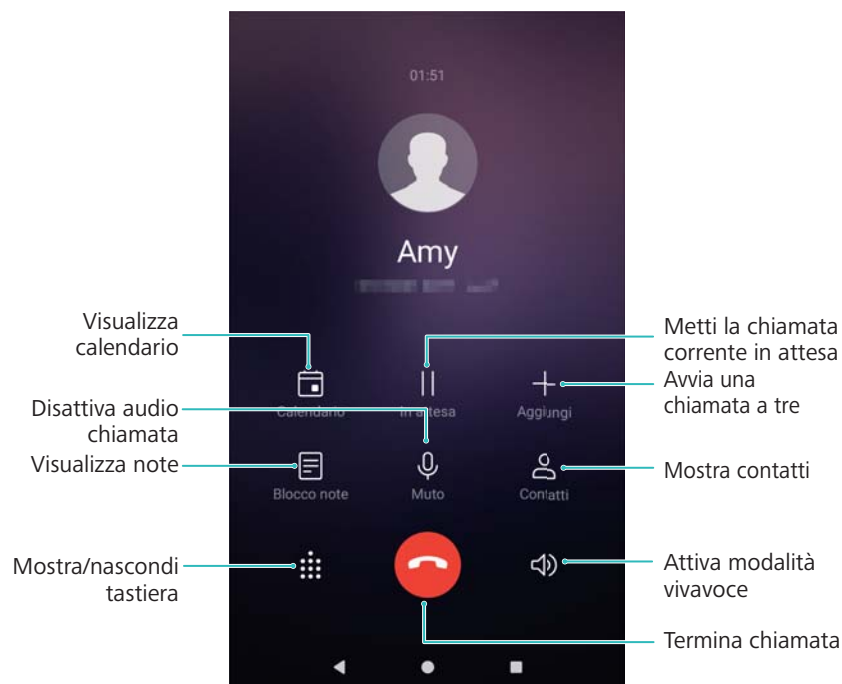 01:51
Amy
Visualizza
calendario
Metti la chiamata
corrente in attesa
Avvia una
chiamata a tre
Calendario
In attesa
Aggiungi
Disattiva audio
chiamata
Visualizza note
Mostra contatti
Blocco note
Muto
Contatti
Mostra/nascondi
tastiera
Attiva modalità
vivavoce
Termina chiamata